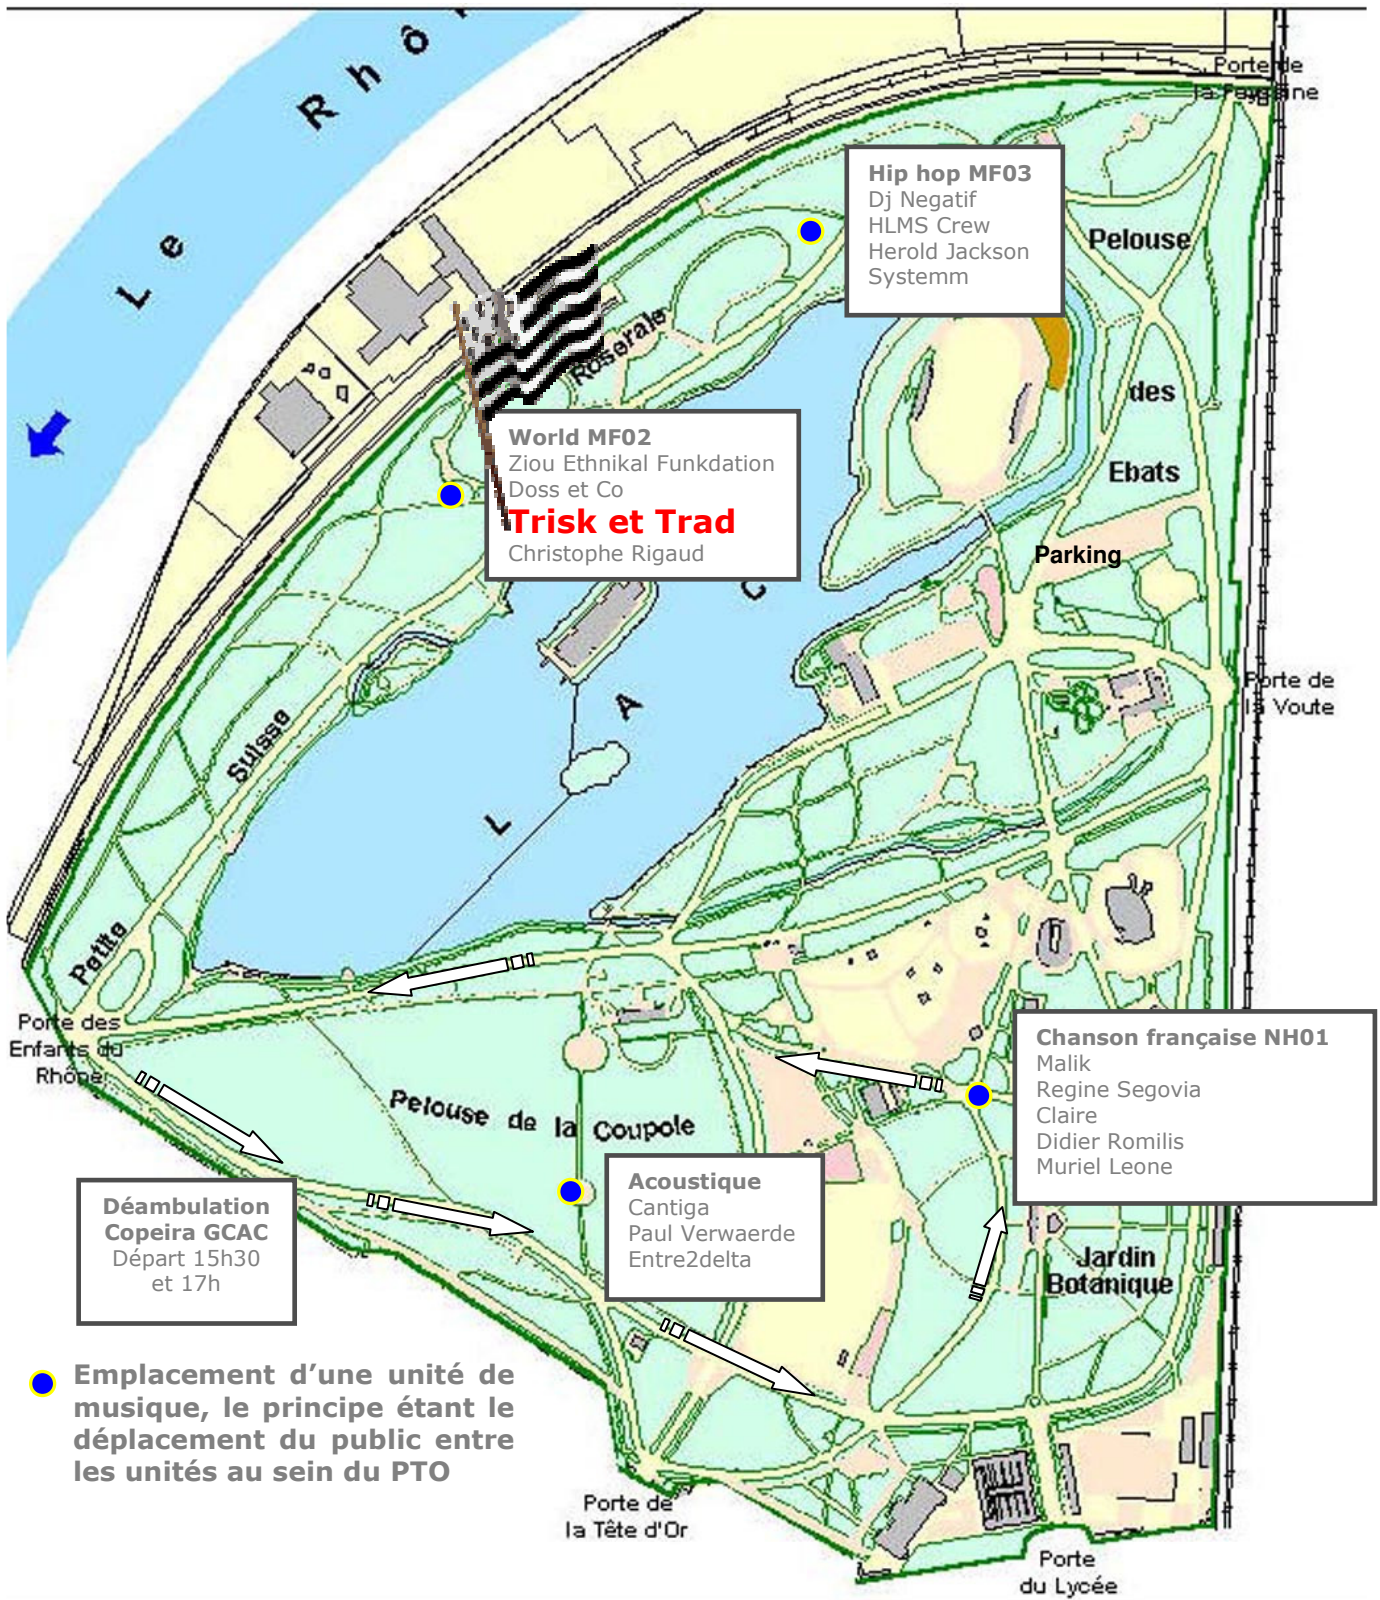 Le Rhô
Porte de
la Feyssine
Hip hop MF03
Dj Negatif
HLMS Crew
Herold Jackson
Systemm
Pelouse
des
Ebats
Roserale
World MF02
Ziou Ethnikal Funkdation
Doss et Co
Trisk et Trad
Christophe Rigaud
Parking
Porte de
la Voute
L A C
Petite Suisse
Porte des
Enfants du
Rhône
Chanson française NH01
Malik
Regine Segovia
Claire
Didier Romilis
Muriel Leone
Pelouse de la Coupole
Acoustique
Cantiga
Paul Verwaerde
Entre2delta
Déambulation
Copeira GCAC
Départ 15h30
et 17h
Jardin
Botanique
Emplacement d’une unité de
musique, le principe étant le
déplacement du public entre
les unités au sein du PTO
Porte de
la Tête d'Or
Porte
du Lycée